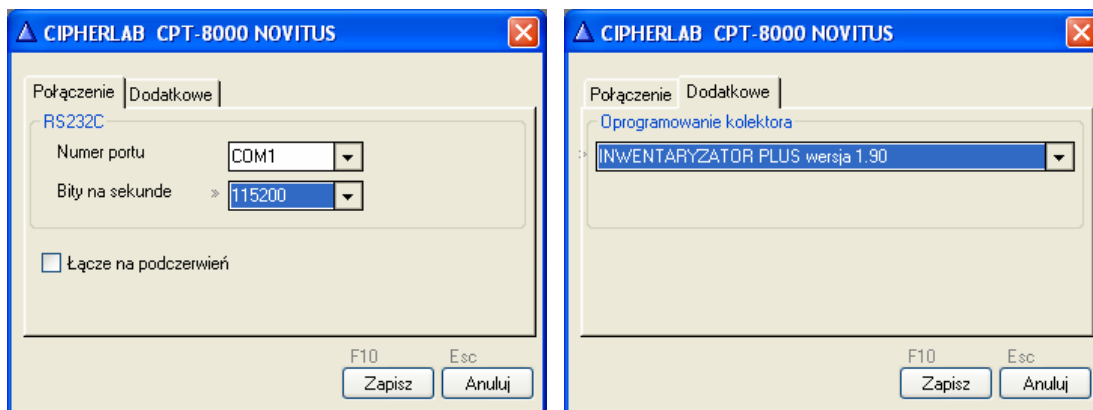 CIPHERLAB CPT-8000 NOVITUS
Połączenie Dodatkowe
RS232C
Numer portu COM1
Bity na sekunde » 115200
Łącze na podczerwień
F10 Esc
Zapisz Anuluj
CIPHERLAB CPT-8000 NOVITUS
Połączenie Dodatkowe
Oprogramowanie kolektora
» INWENTARYZATOR PLUS wersja 1.90
F10 Esc
Zapisz Anuluj